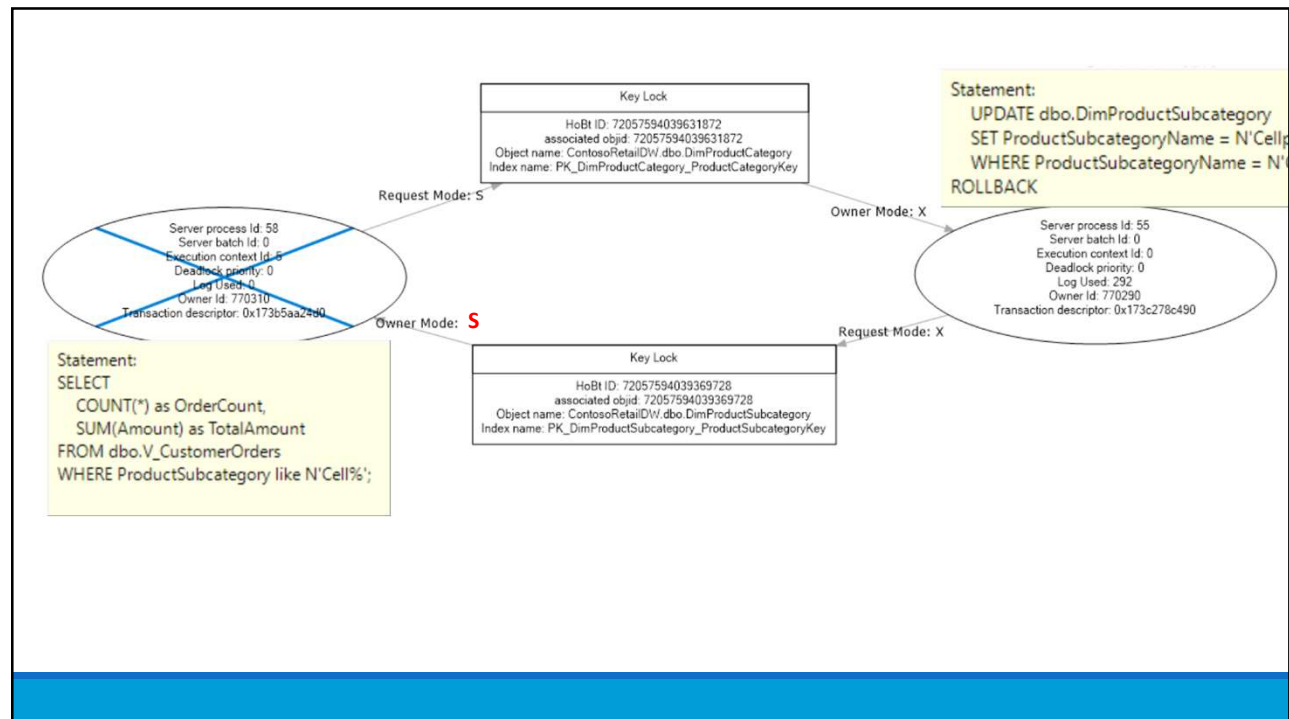 Key Lock
HoBt ID: 72057594039631872
associated objid: 72057594039631872
Object name: ContosoRetailDW.dbo.DimProductCategory
Index name: PK_DimProductCategory_ProductCategoryKey
Statement:
UPDATE dbo.DimProductSubcategory
SET ProductSubcategoryName = N'Cellp
WHERE ProductSubcategoryName = N'
ROLLBACK
Request Mode: S
Owner Mode: X
Server process Id: 58
Server batch Id: 0
Execution context Id: 5
Deadlock priority: 0
Log Used: 0
Owner Id: 770310
Transaction descriptor: 0x173b5aa24d0
Server process Id: 55
Server batch Id: 0
Execution context Id: 0
Deadlock priority: 0
Log Used: 292
Owner Id: 770290
Transaction descriptor: 0x173c278c490
Owner Mode: S
Request Mode: X
Key Lock
HoBt ID: 72057594039369728
associated objid: 72057594039369728
Object name: ContosoRetailDW.dbo.DimProductSubcategory
Index name: PK_DimProductSubcategory_ProductSubcategoryKey
Statement:
SELECT
COUNT(*) as OrderCount,
SUM(Amount) as TotalAmount
FROM dbo.V_CustomerOrders
WHERE ProductSubcategory like N'Cell%';